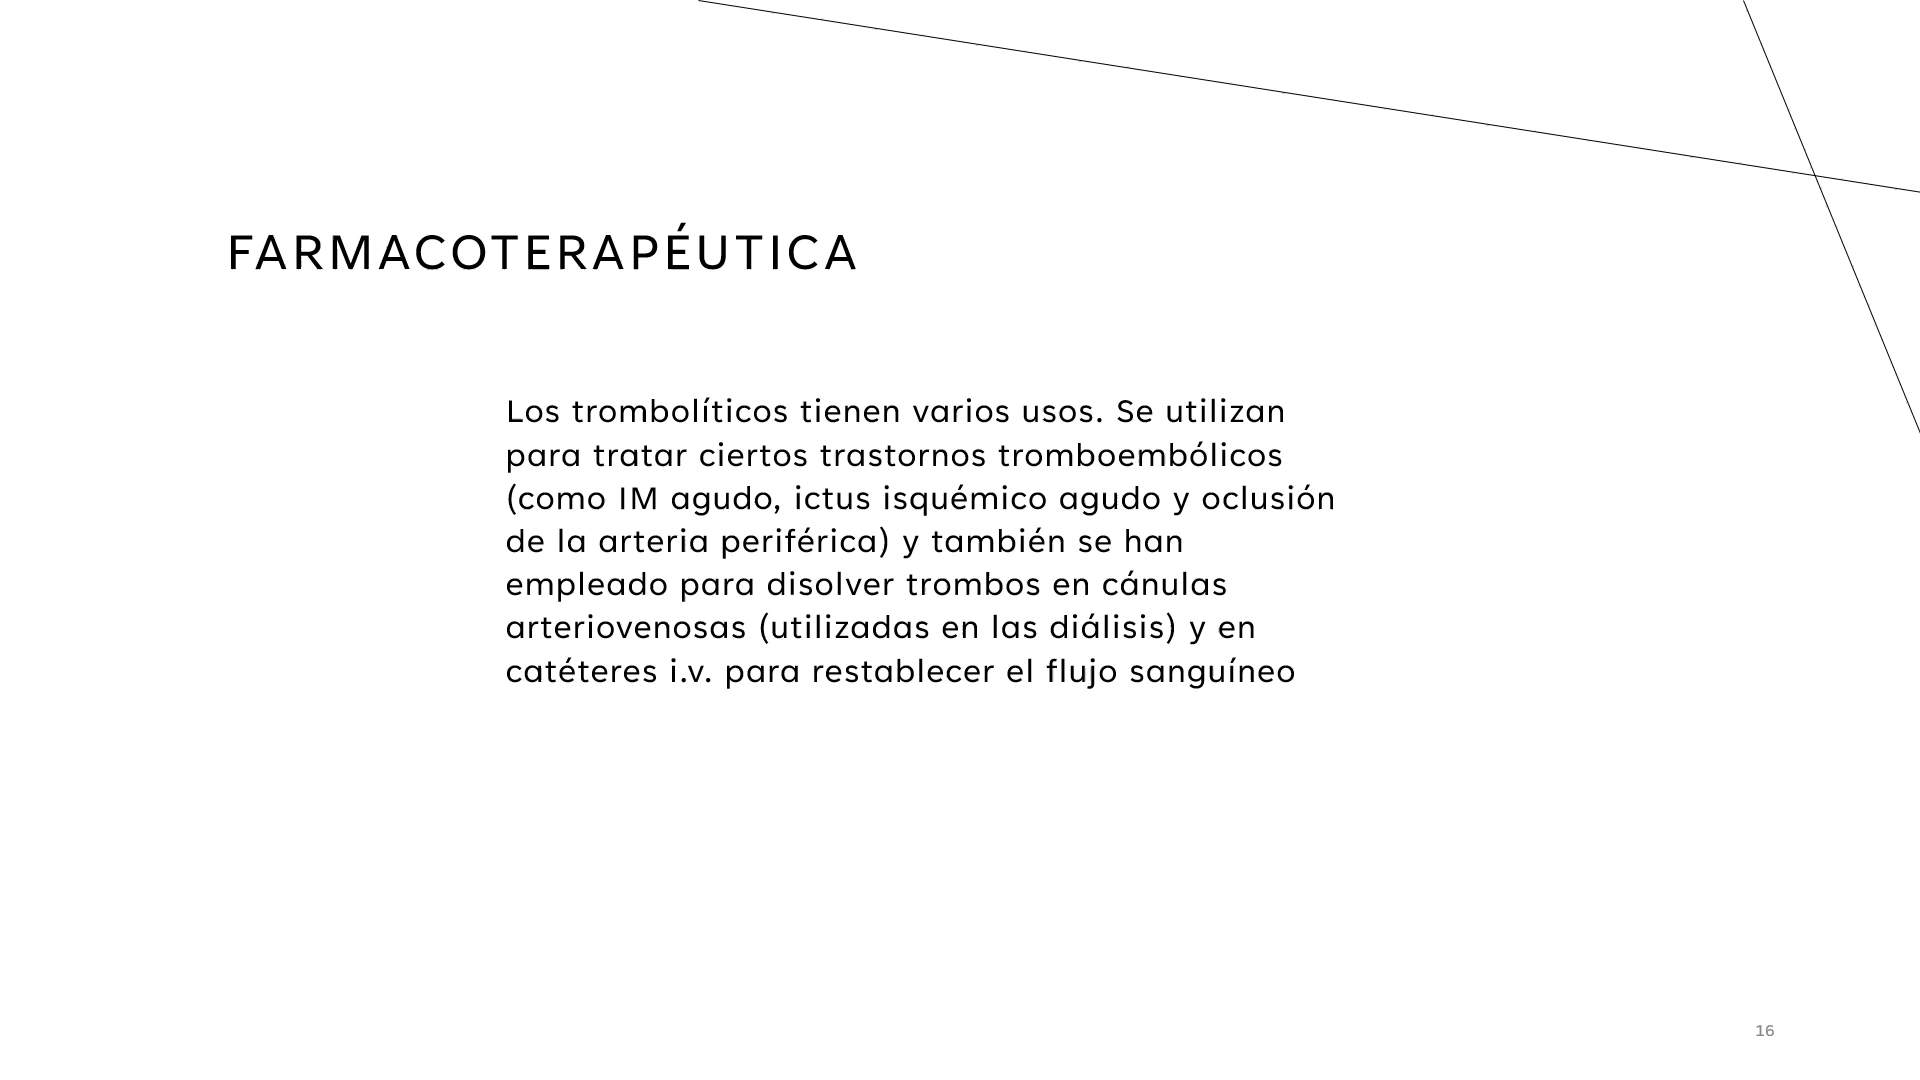 FARMACOTERAPÉUTICA
Los trombolíticos tienen varios usos. Se utilizan
para tratar ciertos trastornos tromboembólicos
(como IM agudo, ictus isquémico agudo y oclusión
de la arteria periférica) y también se han
empleado para disolver trombos en cánulas
arteriovenosas (utilizadas en las diálisis) y en
catéteres i.v. para restablecer el flujo sanguíneo
16